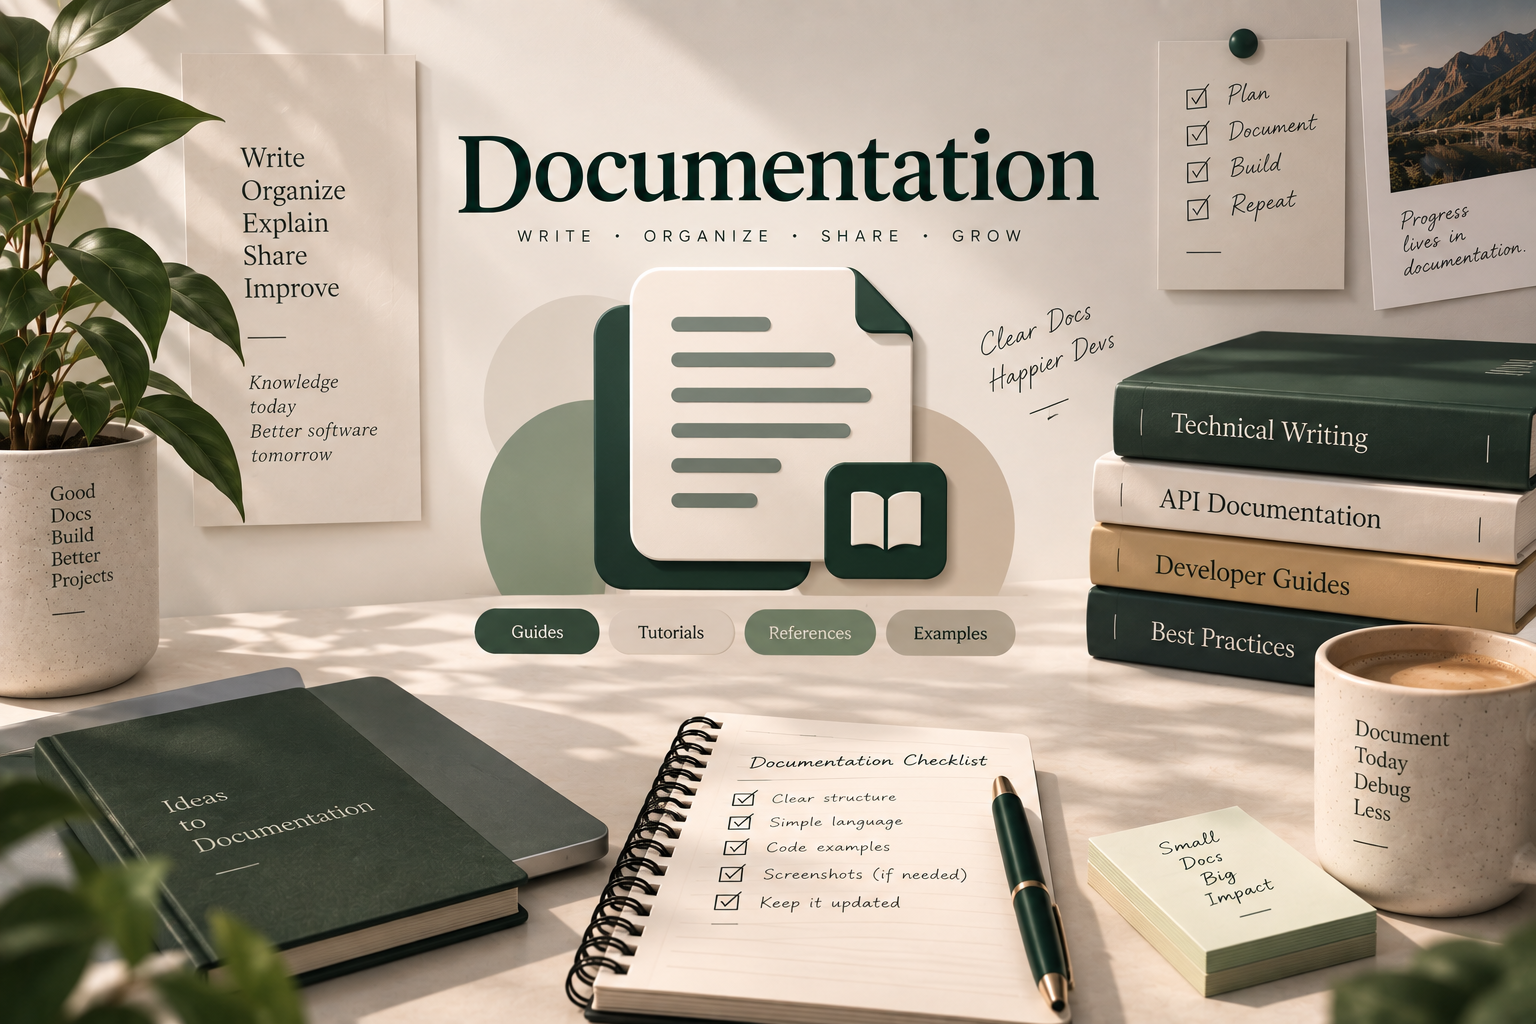 Documentation
WRITE • ORGANIZE • SHARE • GROW
Write
Organize
Explain
Share
Improve
Knowledge
today
Better software
tomorrow
Good
Docs
Build
Better
Projects
Plan
Document
Build
Repeat
Progress
lives in
documentation.
Clear Docs
Happier Devs
Technical Writing
API Documentation
Developer Guides
Best Practices
Guides
Tutorials
References
Examples
Ideas
to
Documentation
Documentation Checklist
Clear structure
Simple language
Code examples
Screenshots (if needed)
Keep it updated
Small
Docs
Big
Impact
Document
Today
Debug
Less